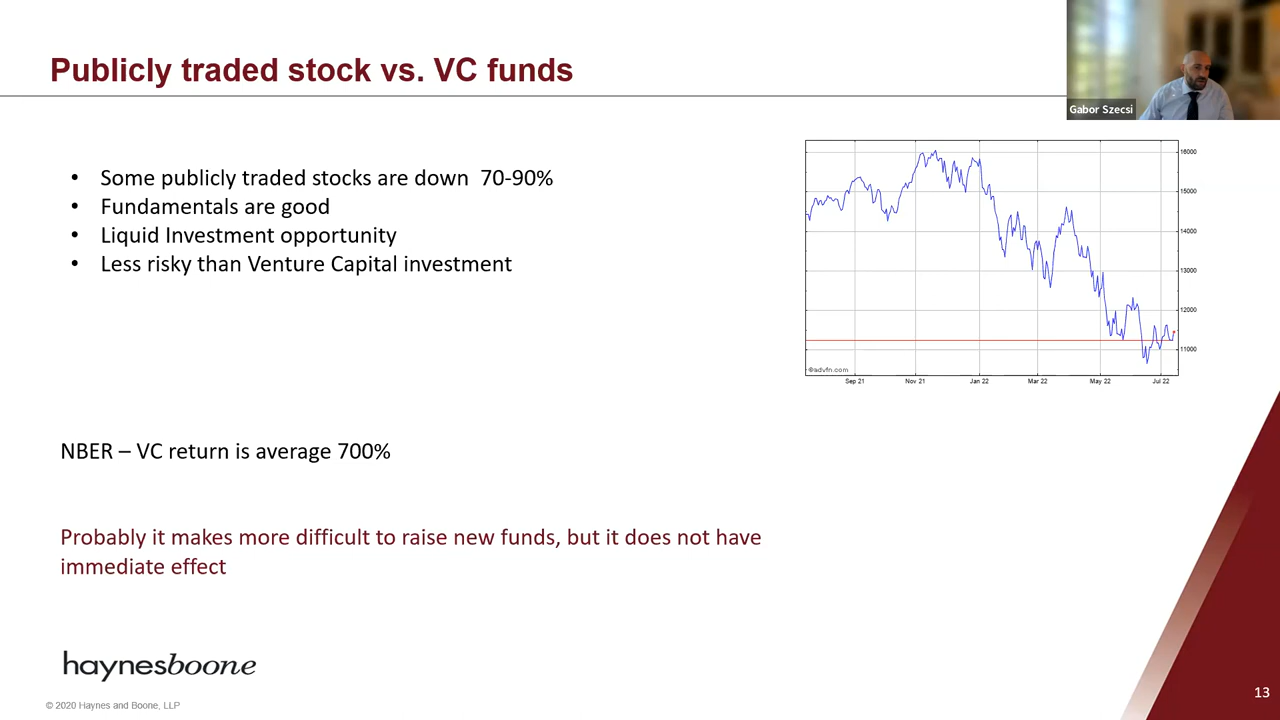 Publicly traded stock vs. VC funds
Gabor Szecsi
• Some publicly traded stocks are down 70-90%
• Fundamentals are good
• Liquid Investment opportunity
• Less risky than Venture Capital investment
16000
15000
14000
13000
12000
11000
@advfn.com
Sep 21 Nov 21 Jan 22 Mar 22 May 22 Jul 22
NBER – VC return is average 700%
Probably it makes more difficult to raise new funds, but it does not have
immediate effect
haynesboone
© 2020 Haynes and Boone, LLP
13